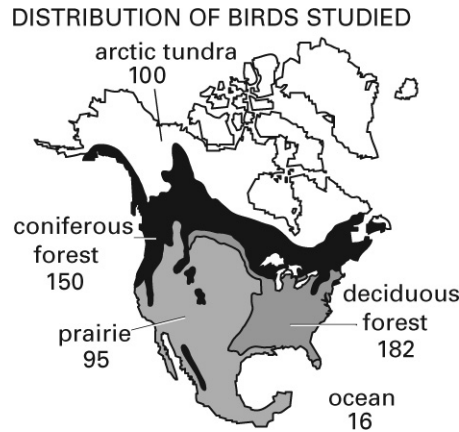 DISTRIBUTION OF BIRDS STUDIED
arctic tundra
100
coniferous
forest
150
deciduous
forest
182
prairie
95
ocean
16